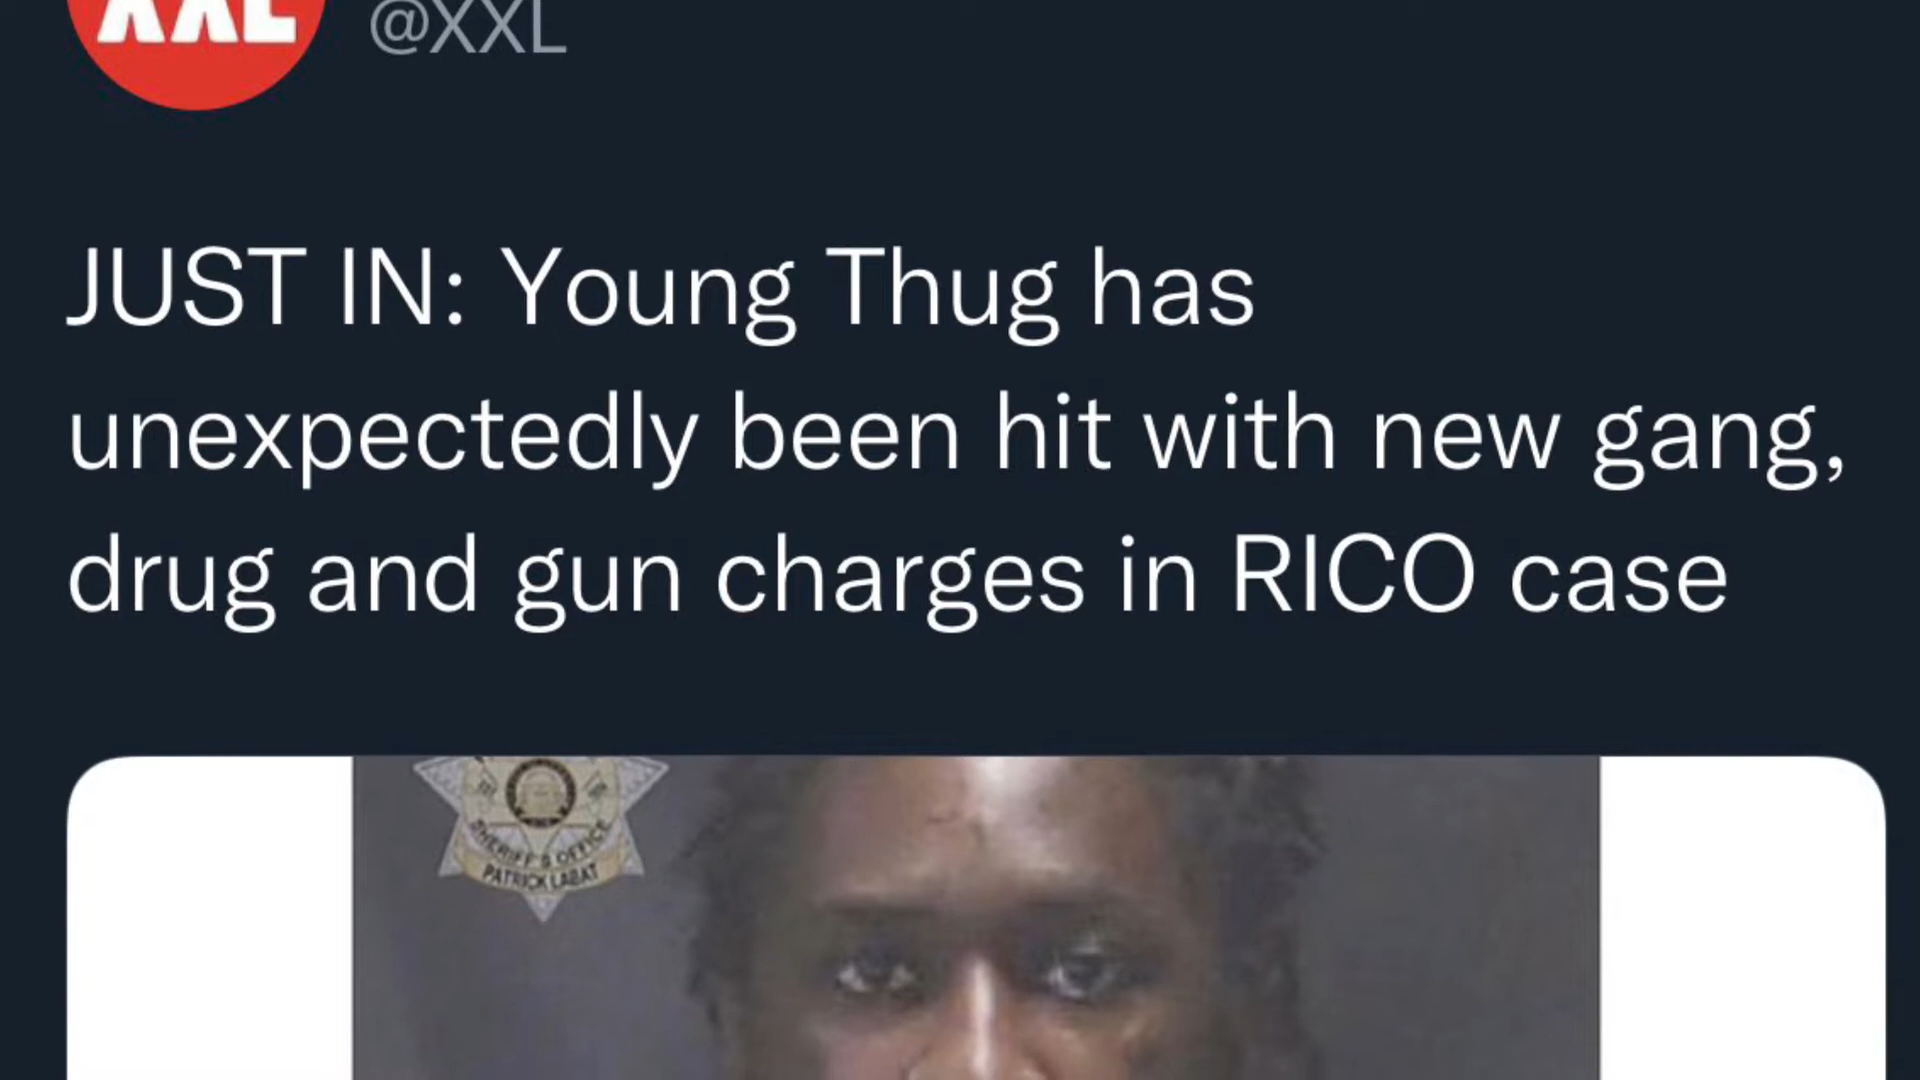 XXL
@XXL
JUST IN: Young Thug has
unexpectedly been hit with new gang,
drug and gun charges in RICO case
SHERIFF'S OFFICE
PATRICK LABAT